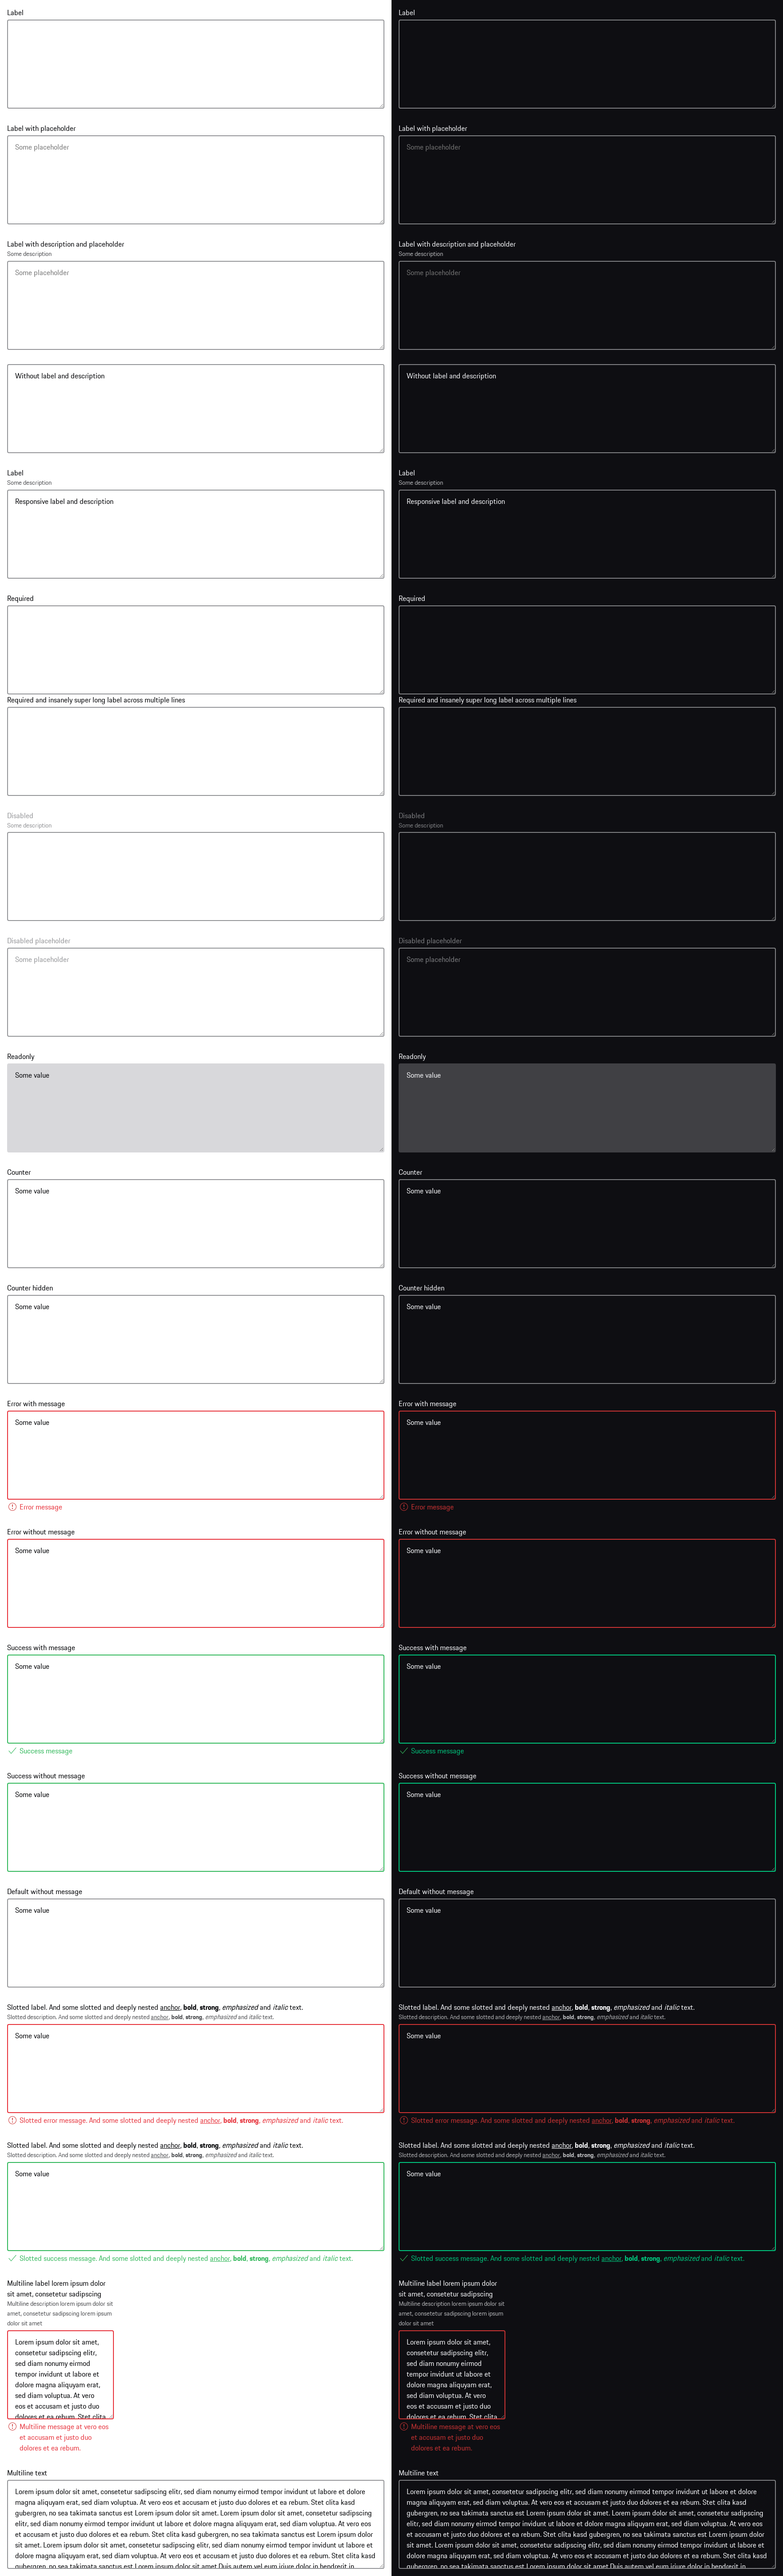 Label
Label with placeholder
Some placeholder
Label with description and placeholder
Some description
Some placeholder
Without label and description
Label
Some description
Responsive label and description
Required
Required and insanely super long label across multiple lines
Disabled
Some description
Disabled placeholder
Some placeholder
Readonly
Some value
Counter
Some value
Counter hidden
Some value
Error with message
Some value
Error message
Error without message
Some value
Success with message
Some value
Success message
Success without message
Some value
Default without message
Some value
Slotted label. And some slotted and deeply nested anchor, bold, strong, emphasized and italic text.
Slotted description. And some slotted and deeply nested anchor, bold, strong, emphasized and italic text.
Some value
Slotted error message. And some slotted and deeply nested anchor, bold, strong, emphasized and italic text.
Slotted label. And some slotted and deeply nested anchor, bold, strong, emphasized and italic text.
Slotted description. And some slotted and deeply nested anchor, bold, strong, emphasized and italic text.
Some value
Slotted success message. And some slotted and deeply nested anchor, bold, strong, emphasized and italic text.
Multiline label lorem ipsum dolor
sit amet, consetetur sadipscing
Multiline description lorem ipsum dolor sit
amet, consetetur sadipscing lorem ipsum
dolor sit amet
Lorem ipsum dolor sit amet,
consetetur sadipscing elitr,
sed diam nonumy eirmod
tempor invidunt ut labore et
dolore magna aliquyam erat,
sed diam voluptua. At vero
eos et accusam et justo duo
dolores et ea rebum. Stet clita
Multiline message at vero eos
et accusam et justo duo
dolores et ea rebum.
Multiline text
Lorem ipsum dolor sit amet, consetetur sadipscing elitr, sed diam nonumy eirmod tempor invidunt ut labore et dolore
magna aliquyam erat, sed diam voluptua. At vero eos et accusam et justo duo dolores et ea rebum. Stet clita kasd
gubergren, no sea takimata sanctus est Lorem ipsum dolor sit amet. Lorem ipsum dolor sit amet, consetetur sadipscing
elitr, sed diam nonumy eirmod tempor invidunt ut labore et dolore magna aliquyam erat, sed diam voluptua. At vero eos
et accusam et justo duo dolores et ea rebum. Stet clita kasd gubergren, no sea takimata sanctus est Lorem ipsum dolor
sit amet. Lorem ipsum dolor sit amet, consetetur sadipscing elitr, sed diam nonumy eirmod tempor invidunt ut labore et
dolore magna aliquyam erat, sed diam voluptua. At vero eos et accusam et justo duo dolores et ea rebum. Stet clita kasd
gubergren, no sea takimata sanctus est Lorem ipsum dolor sit amet Duis autem vel eum iriure dolor in hendrerit in
Label
Label with placeholder
Some placeholder
Label with description and placeholder
Some description
Some placeholder
Without label and description
Label
Some description
Responsive label and description
Required
Required and insanely super long label across multiple lines
Disabled
Some description
Disabled placeholder
Some placeholder
Readonly
Some value
Counter
Some value
Counter hidden
Some value
Error with message
Some value
Error message
Error without message
Some value
Success with message
Some value
Success message
Success without message
Some value
Default without message
Some value
Slotted label. And some slotted and deeply nested anchor, bold, strong, emphasized and italic text.
Slotted description. And some slotted and deeply nested anchor, bold, strong, emphasized and italic text.
Some value
Slotted error message. And some slotted and deeply nested anchor, bold, strong, emphasized and italic text.
Slotted label. And some slotted and deeply nested anchor, bold, strong, emphasized and italic text.
Slotted description. And some slotted and deeply nested anchor, bold, strong, emphasized and italic text.
Some value
Slotted success message. And some slotted and deeply nested anchor, bold, strong, emphasized and italic text.
Multiline label lorem ipsum dolor
sit amet, consetetur sadipscing
Multiline description lorem ipsum dolor sit
amet, consetetur sadipscing lorem ipsum
dolor sit amet
Lorem ipsum dolor sit amet,
consetetur sadipscing elitr,
sed diam nonumy eirmod
tempor invidunt ut labore et
dolore magna aliquyam erat,
sed diam voluptua. At vero
eos et accusam et justo duo
dolores et ea rebum. Stet clita
Multiline message at vero eos
et accusam et justo duo
dolores et ea rebum.
Multiline text
Lorem ipsum dolor sit amet, consetetur sadipscing elitr, sed diam nonumy eirmod tempor invidunt ut labore et dolore
magna aliquyam erat, sed diam voluptua. At vero eos et accusam et justo duo dolores et ea rebum. Stet clita kasd
gubergren, no sea takimata sanctus est Lorem ipsum dolor sit amet. Lorem ipsum dolor sit amet, consetetur sadipscing
elitr, sed diam nonumy eirmod tempor invidunt ut labore et dolore magna aliquyam erat, sed diam voluptua. At vero eos
et accusam et justo duo dolores et ea rebum. Stet clita kasd gubergren, no sea takimata sanctus est Lorem ipsum dolor
sit amet. Lorem ipsum dolor sit amet, consetetur sadipscing elitr, sed diam nonumy eirmod tempor invidunt ut labore et
dolore magna aliquyam erat, sed diam voluptua. At vero eos et accusam et justo duo dolores et ea rebum. Stet clita kasd
gubergren, no sea takimata sanctus est Lorem ipsum dolor sit amet Duis autem vel eum iriure dolor in hendrerit in